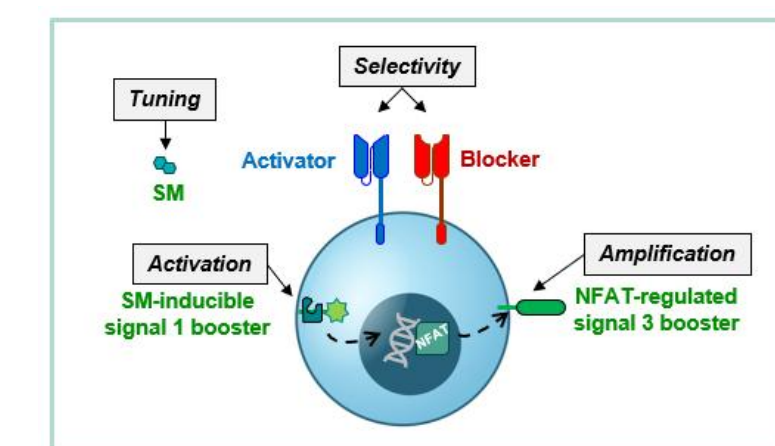 Selectivity
Tuning
Activator
Blocker
SM
Activation
Amplification
SM-inducible
signal 1 booster
NFAT
NFAT-regulated
signal 3 booster